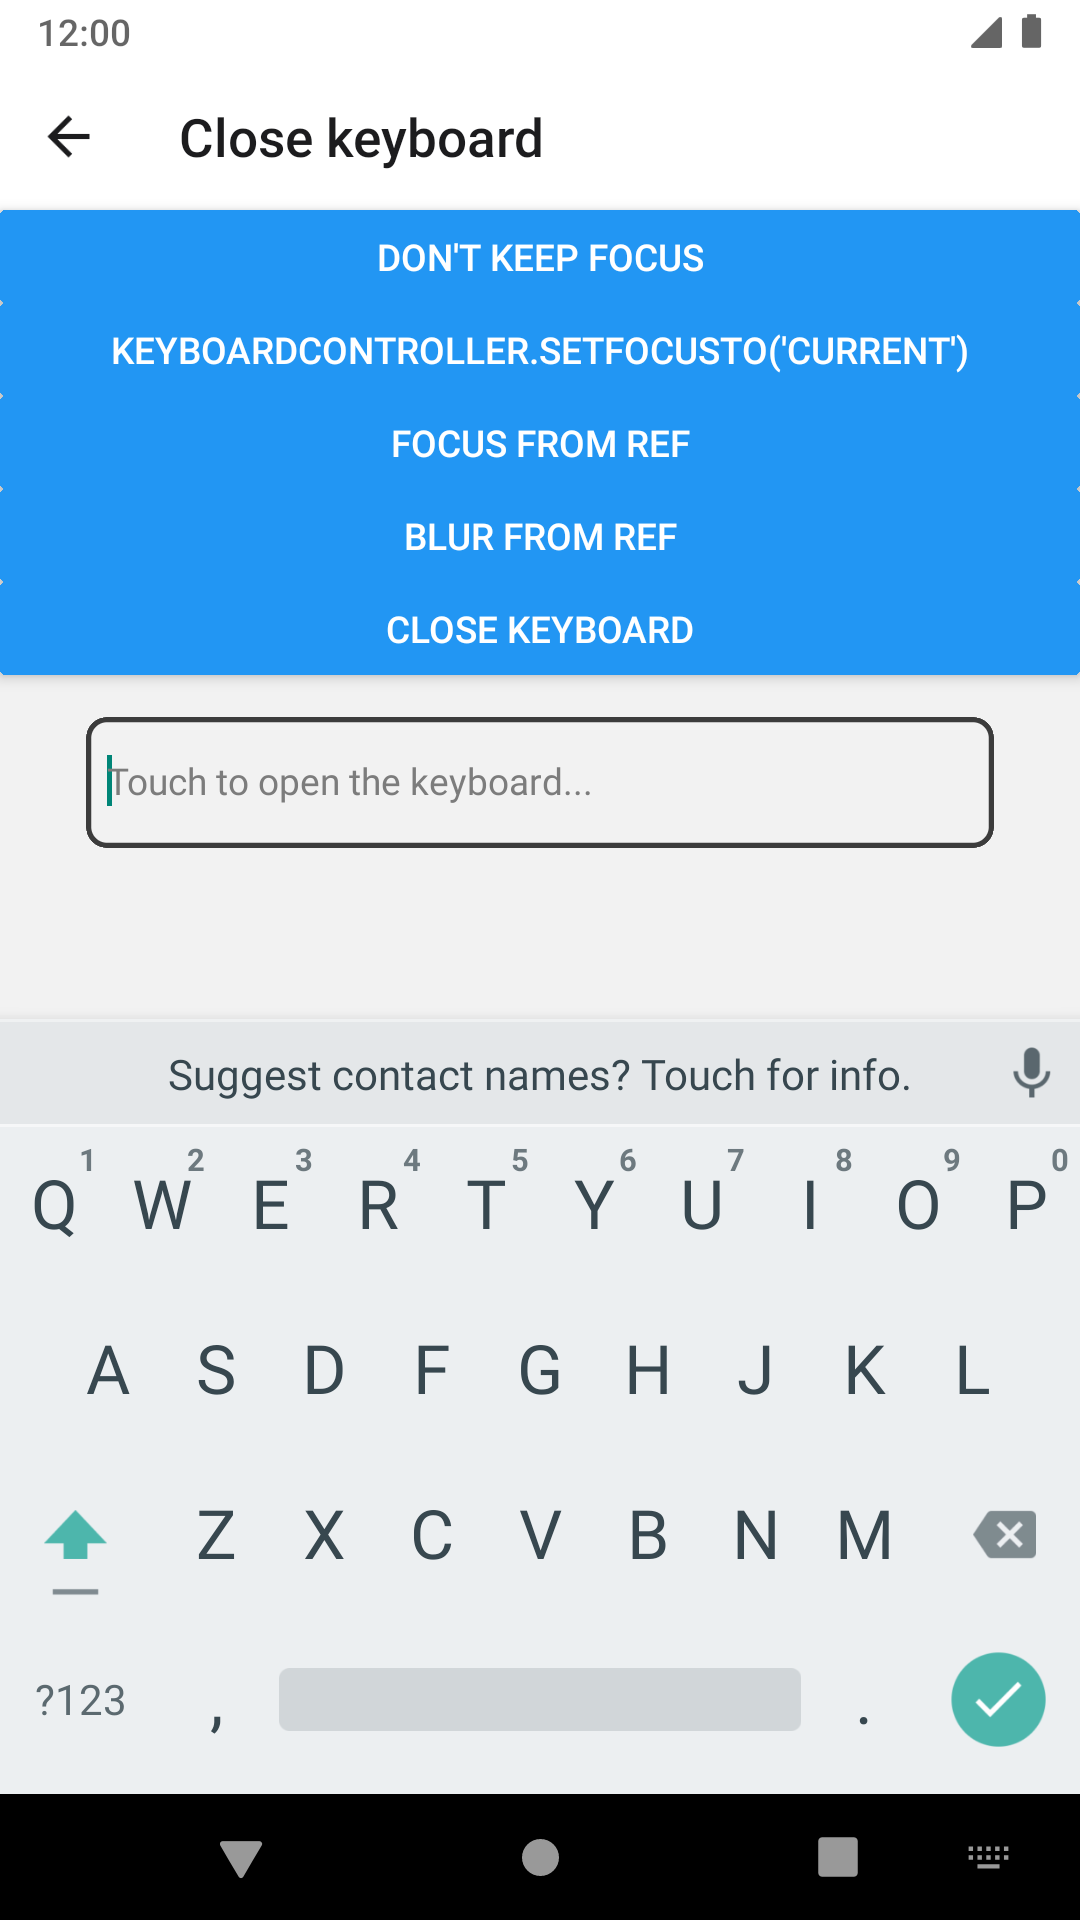 12:00
Close keyboard
DON'T KEEP FOCUS
KEYBOARDCONTROLLER.SETFOCUSTO('CURRENT')
FOCUS FROM REF
BLUR FROM REF
CLOSE KEYBOARD
Touch to open the keyboard...
Suggest contact names? Touch for info.
1 2 3 4 5 6 7 8 9 0
Q W E R T Y U I O P
A S D F G H J K L
Z X C V B N M
?123 , .